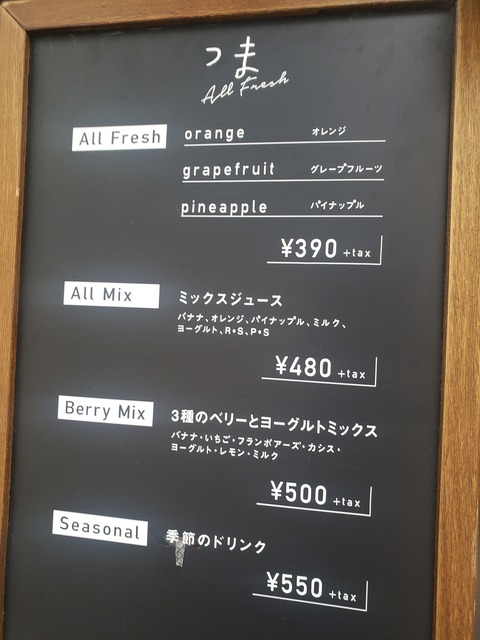 つま
All Fresh
All Fresh orange オレンジ
grapefruit グレープフルーツ
pineapple パイナップル
¥390 +tax
All Mix ミックスジュース
バナナ、オレンジ、パイナップル、ミルク、
ヨーグルト、R・S、P・S
¥480 +tax
Berry Mix 3種のベリーとヨーグルトミックス
バナナ・いちご・フランボアーズ・カシス・
ヨーグルト・レモン・ミルク
¥500 +tax
Seasonal 季節のドリンク
¥550 +tax